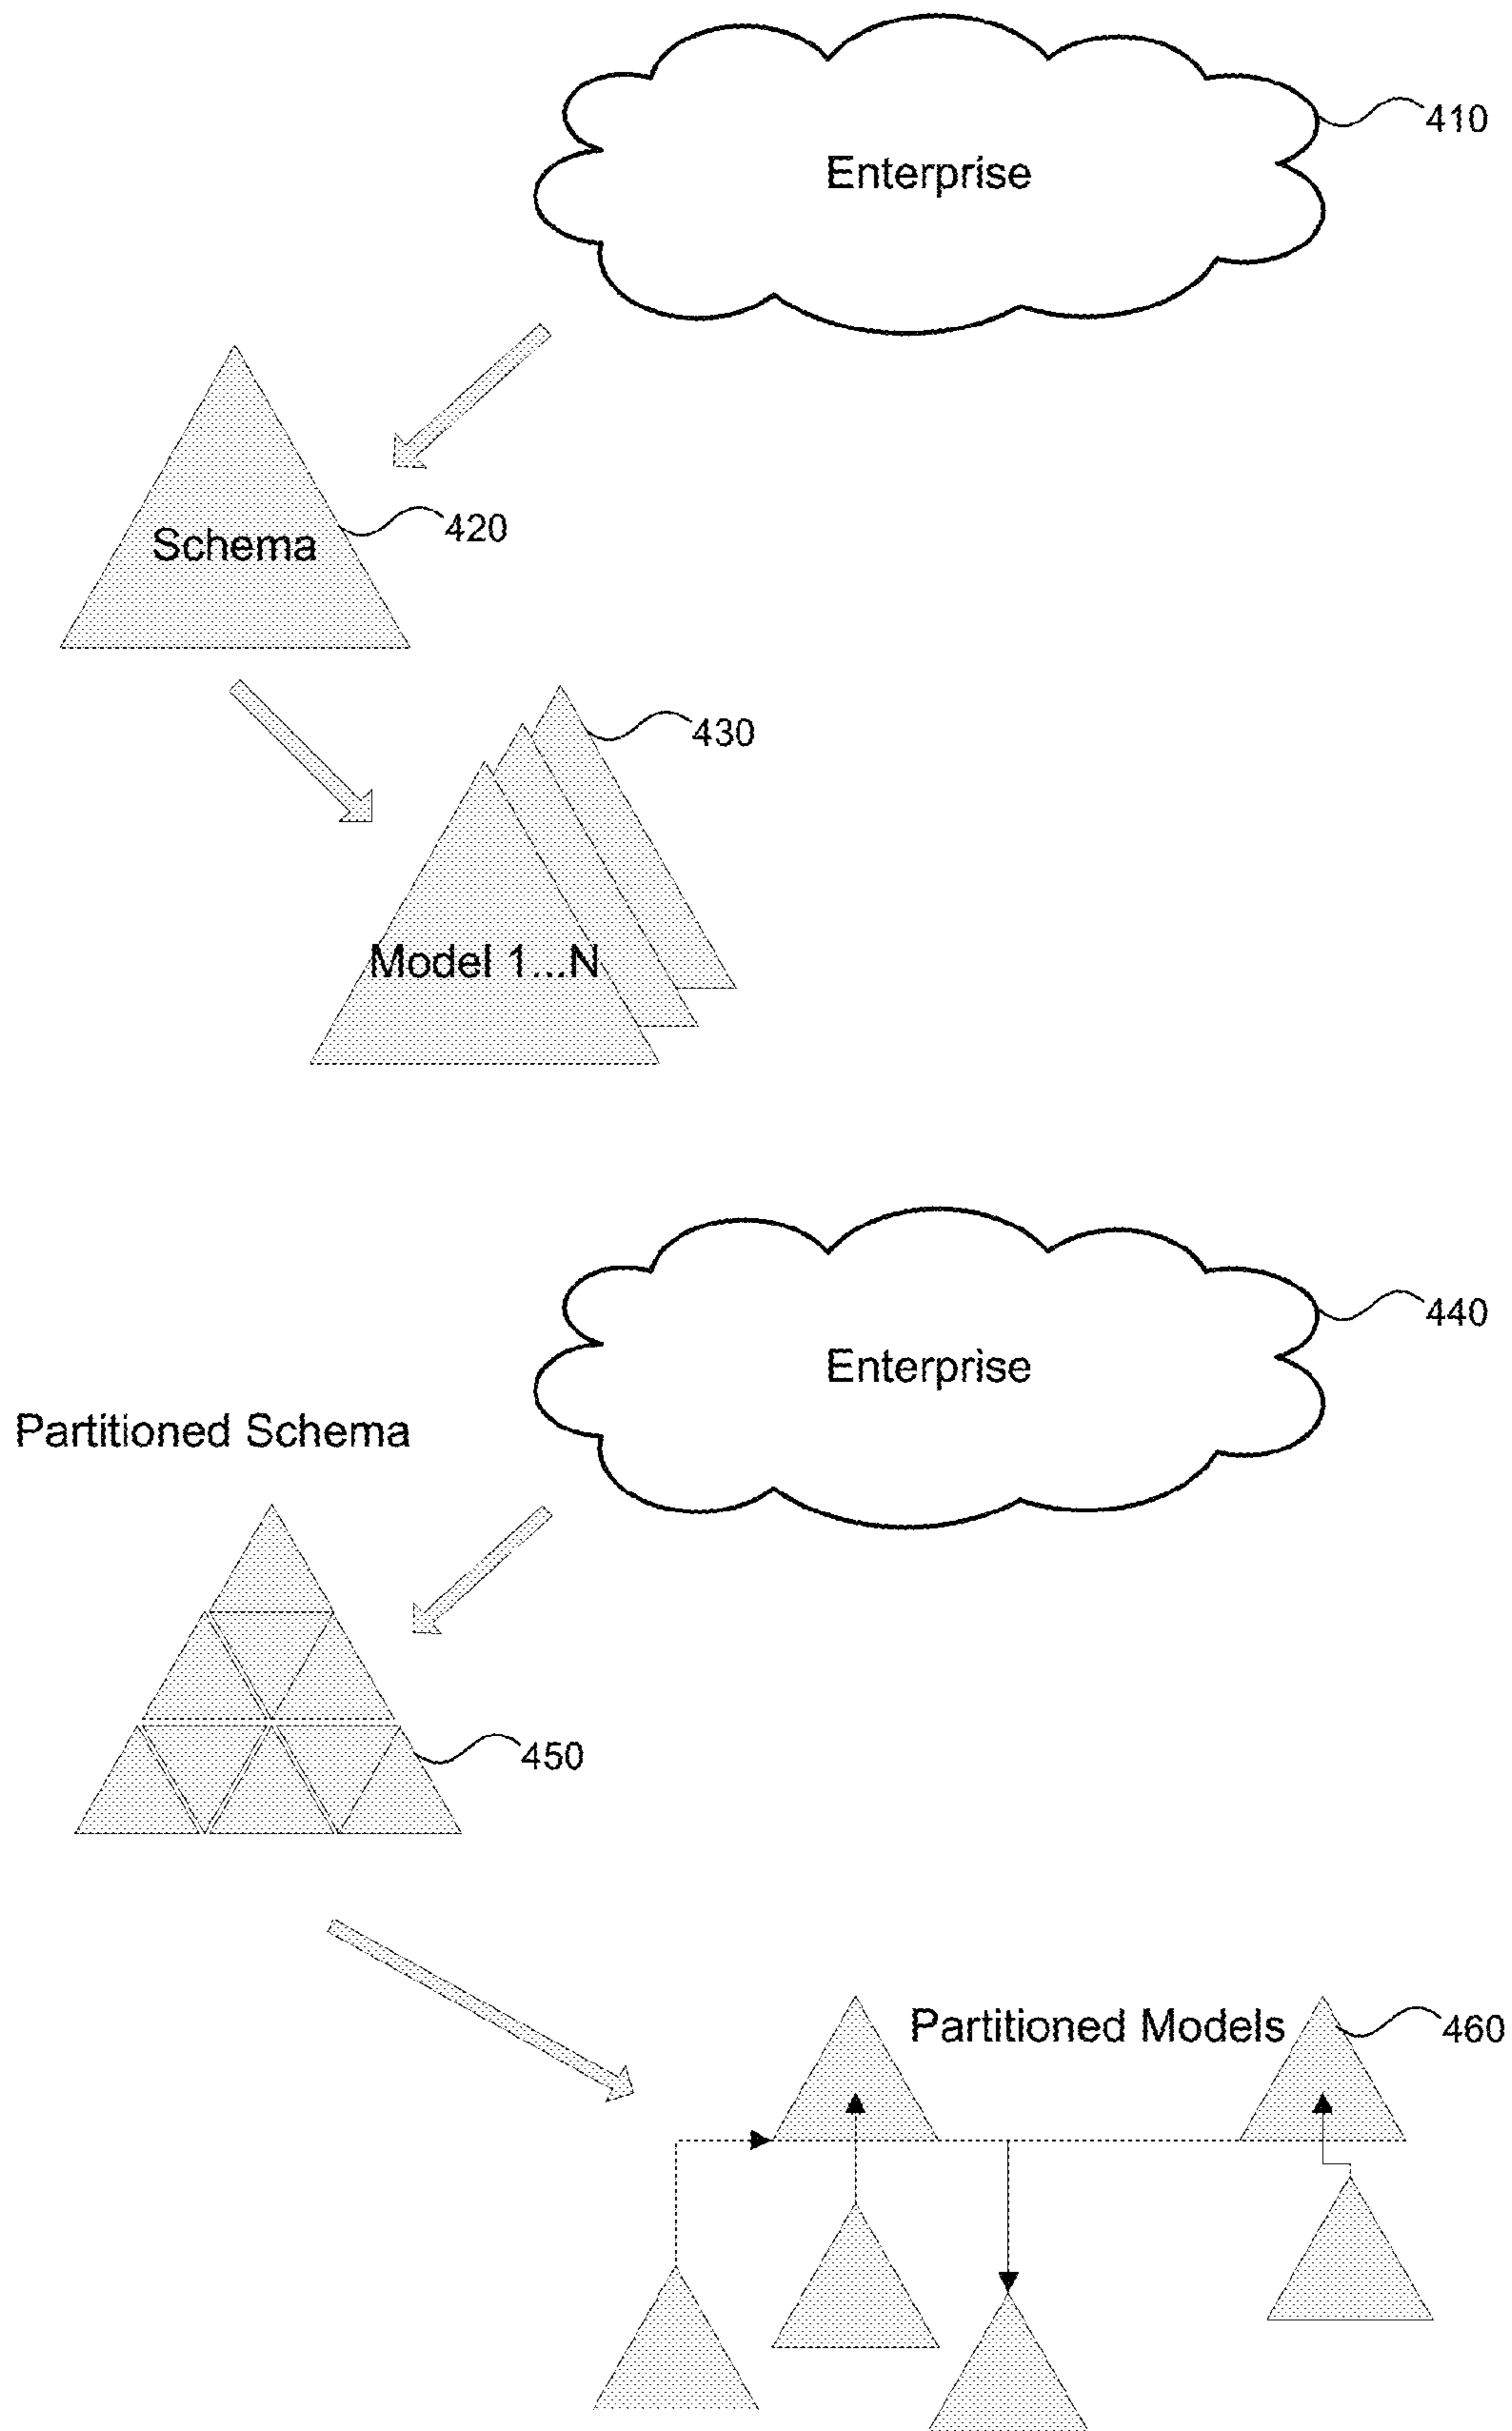 Enterprise
410
Schema
420
430
Model 1...N
Enterprise
440
Partitioned Schema
450
Partitioned Models
460